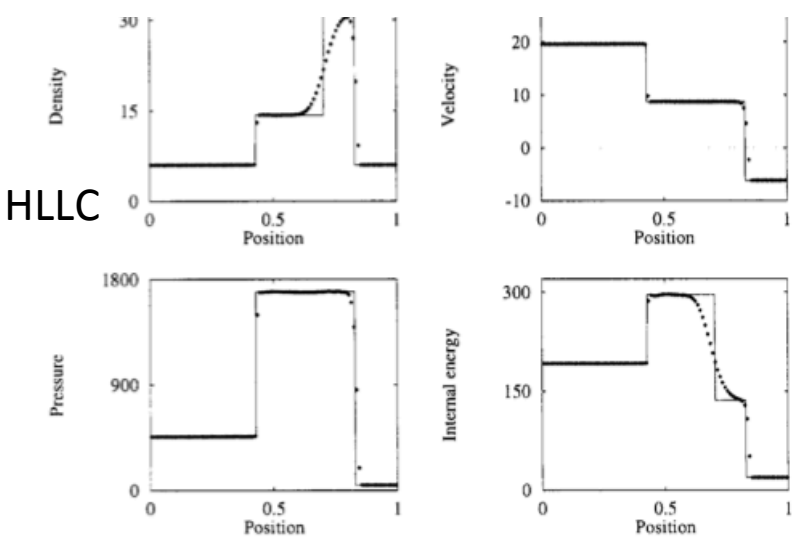 30
15
0
Density
0 0.5 1
Position
20
10
0
-10
Velocity
0 0.5 1
Position
HLLC
1800
900
0
Pressure
0 0.5 1
Position
300
150
0
Internal energy
0 0.5 1
Position